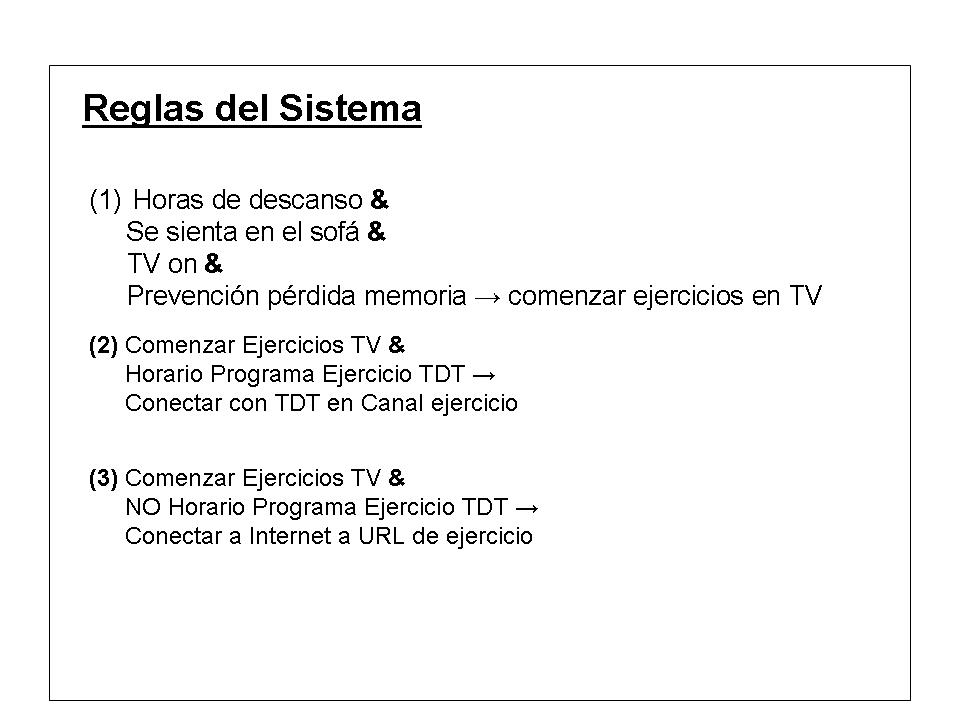 Reglas del Sistema
(1) Horas de descanso &
Se sienta en el sofá &
TV on &
Prevención pérdida memoria → comenzar ejercicios en TV
(2) Comenzar Ejercicios TV &
Horario Programa Ejercicio TDT →
Conectar con TDT en Canal ejercicio
(3) Comenzar Ejercicios TV &
NO Horario Programa Ejercicio TDT →
Conectar a Internet a URL de ejercicio